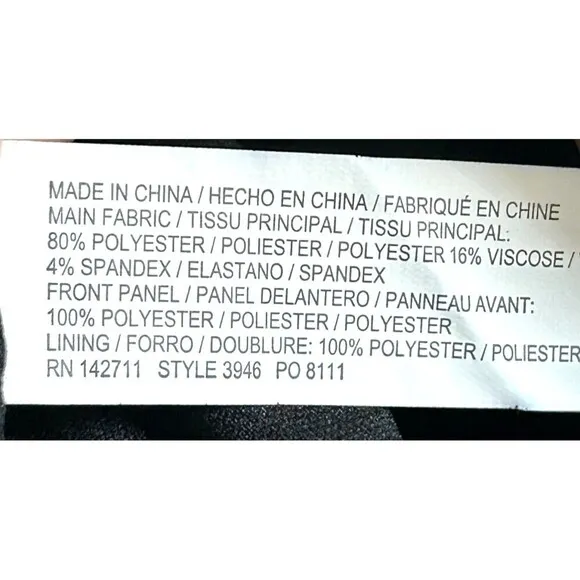 MADE IN CHINA / HECHO EN CHINA / FABRIQUÉ EN CHINE
MAIN FABRIC / TISSU PRINCIPAL / TISSU PRINCIPAL:
80% POLYESTER / POLIESTER / POLYESTER 16% VISCOSE /
4% SPANDEX / ELASTANO / SPANDEX
FRONT PANEL / PANEL DELANTERO / PANNEAU AVANT:
100% POLYESTER / POLIESTER / POLYESTER
LINING / FORRO / DOUBLURE: 100% POLYESTER / POLIESTER
RN 142711 STYLE 3946 PO 8111